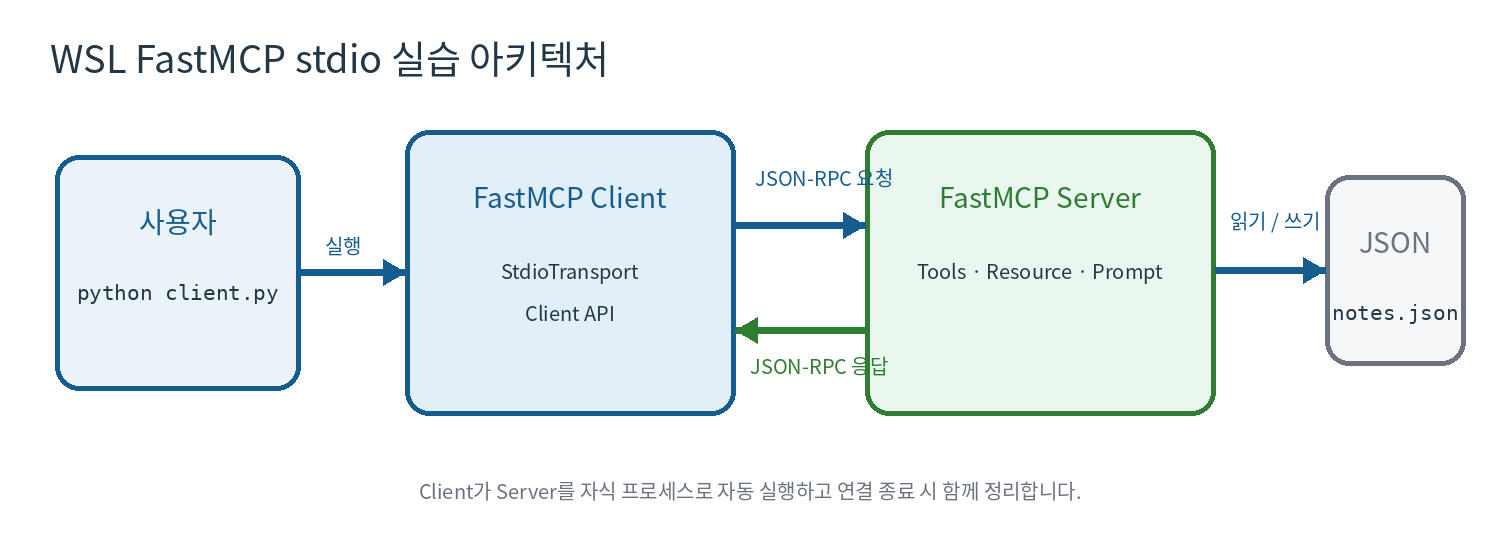 WSL FastMCP stdio 실습 아키텍처
사용자
python client.py
실행
FastMCP Client
StdioTransport
Client API
JSON-RPC 요청
JSON-RPC 응답
FastMCP Server
Tools · Resource · Prompt
읽기 / 쓰기
JSON
notes.json
Client가 Server를 자식 프로세스로 자동 실행하고 연결 종료 시 함께 정리합니다.